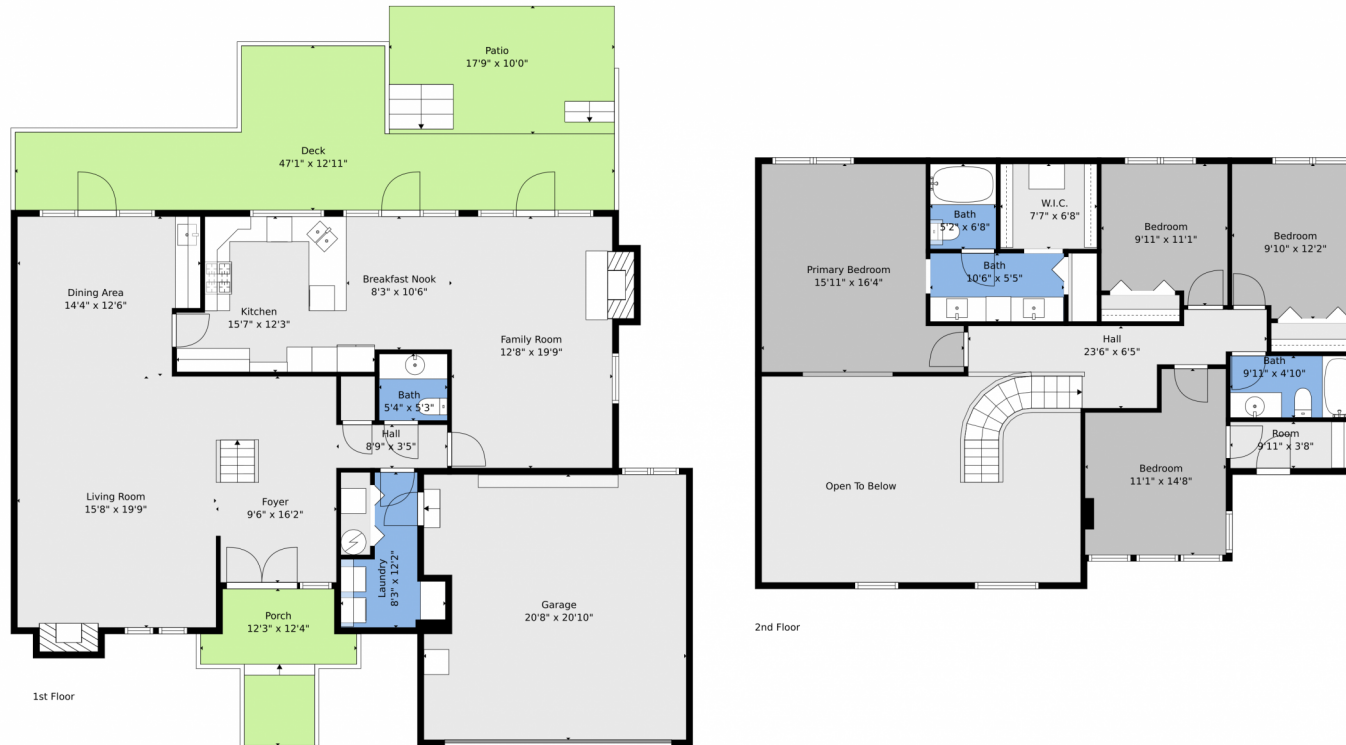 Patio
17'9" x 10'0"
Deck
47'1" x 12'11"
Dining Area
14'4" x 12'6"
Kitchen
15'7" x 12'3"
Breakfast Nook
8'3" x 10'6"
Family Room
12'8" x 19'9"
Bath
5'4" x 5'3"
Hall
8'9" x 3'5"
Living Room
15'8" x 19'9"
Foyer
9'6" x 16'2"
Laundry
8'3" x 12'2"
Porch
12'3" x 12'4"
Garage
20'8" x 20'10"
1st Floor
Primary Bedroom
15'11" x 16'4"
Bath
5'2" x 6'8"
W.I.C.
7'7" x 6'8"
Bath
10'6" x 5'5"
Bedroom
9'11" x 11'1"
Bedroom
9'10" x 12'2"
Hall
23'6" x 6'5"
Bath
9'11" x 4'10"
Room
9'11" x 3'8"
Bedroom
11'1" x 14'8"
Open To Below
2nd Floor